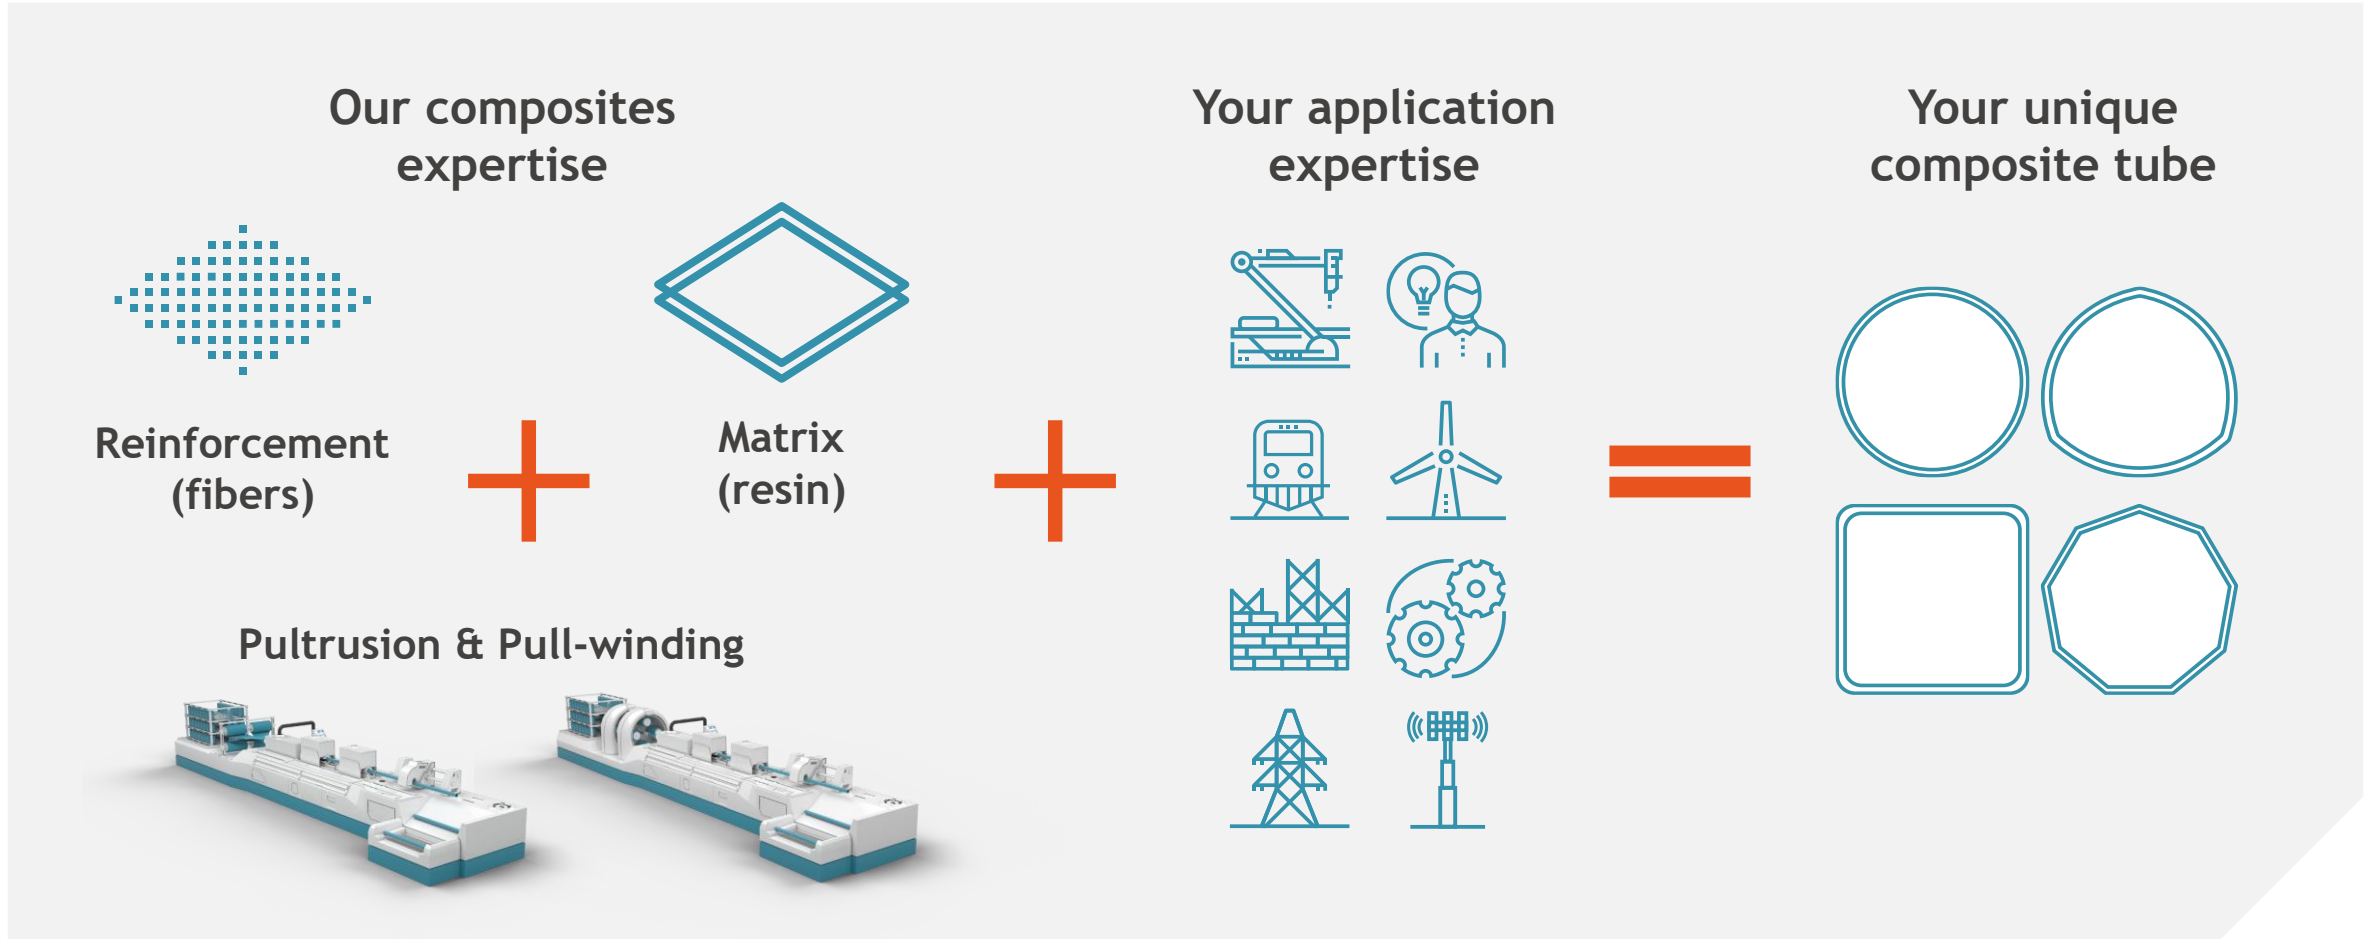 Our composites
expertise
Reinforcement
(fibers)
Matrix
(resin)
Pultrusion & Pull-winding
Your application
expertise
Your unique
composite tube